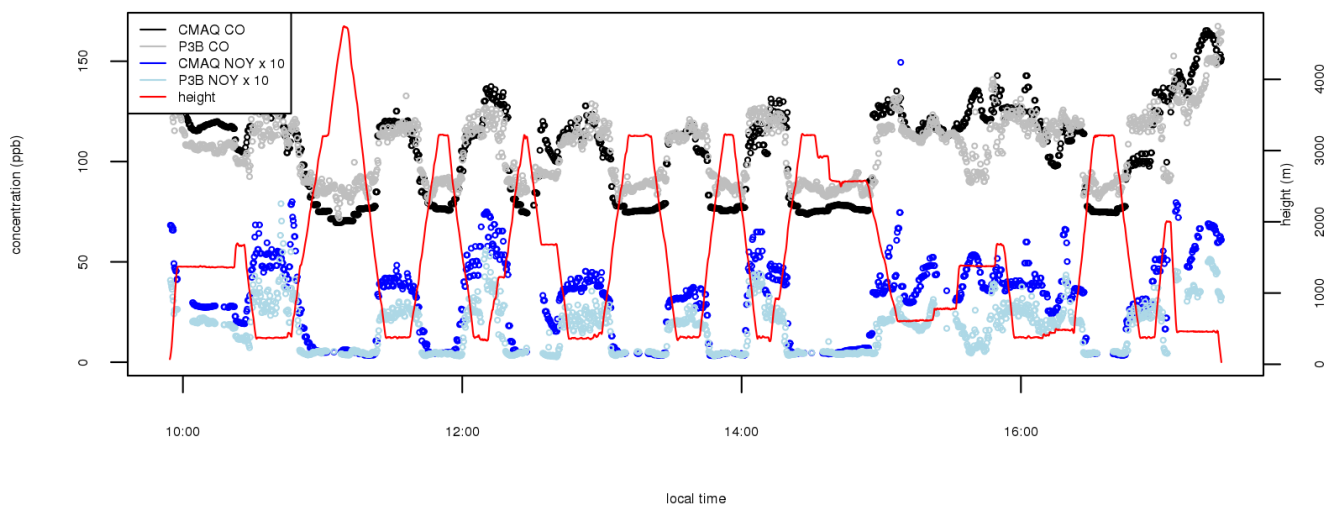 CMAQ CO
P3B CO
CMAQ NOY x 10
P3B NOY x 10
height
concentration (ppb)
0
50
100
150
height (m)
0
1000
2000
3000
4000
10:00
12:00
14:00
16:00
local time